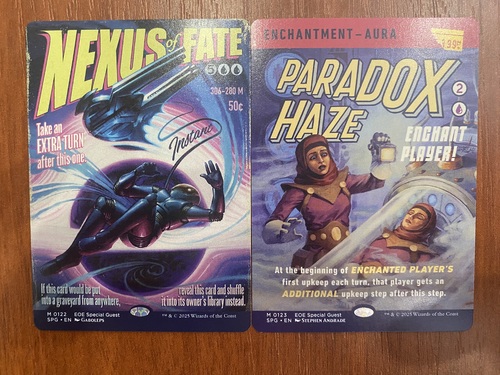 NEXUS of FATE
5
306-280 M
50¢
Instant
Take an
EXTRA TURN
after this one.
If this card would be put
into a graveyard from anywhere,
reveal this card and shuffle
it into its owner's library instead.
M 0122 EOE Special Guest
SPG • EN GABOLEPS
™ & © 2025 Wizards of the Coast
ENCHANTMENT–AURA
PARADOX
HAZE
2
ENCHANT
PLAYER!
At the beginning of ENCHANTED PLAYER'S
first upkeep each turn, that player gets an
ADDITIONAL upkeep step after this step.
M 0123 EOE Special Guest
SPG • EN STEPHEN ANDRADE
™ & © 2025 Wizards of the Coast